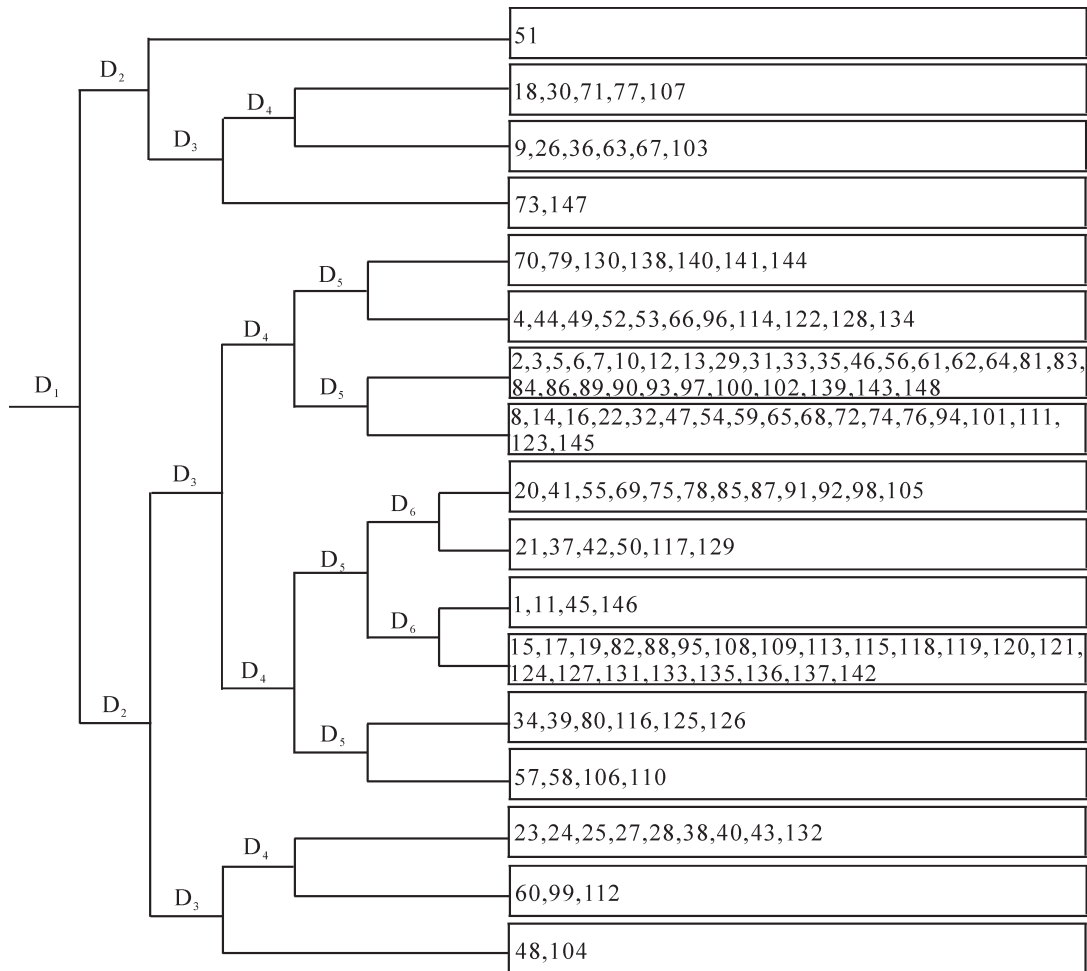 51
D₂
18,30,71,77,107
D₄
D₃
9,26,36,63,67,103
73,147
70,79,130,138,140,141,144
D₅
4,44,49,52,53,66,96,114,122,128,134
D₄
2,3,5,6,7,10,12,13,29,31,33,35,46,56,61,62,64,81,83,
84,86,89,90,93,97,100,102,139,143,148
D₁
D₅
8,14,16,22,32,47,54,59,65,68,72,74,76,94,101,111,
123,145
D₃
20,41,55,69,75,78,85,87,91,92,98,105
D₆
21,37,42,50,117,129
D₅
1,11,45,146
D₆
15,17,19,82,88,95,108,109,113,115,118,119,120,121,
124,127,131,133,135,136,137,142
D₄
D₂
34,39,80,116,125,126
D₅
57,58,106,110
23,24,25,27,28,38,40,43,132
D₄
60,99,112
D₃
48,104